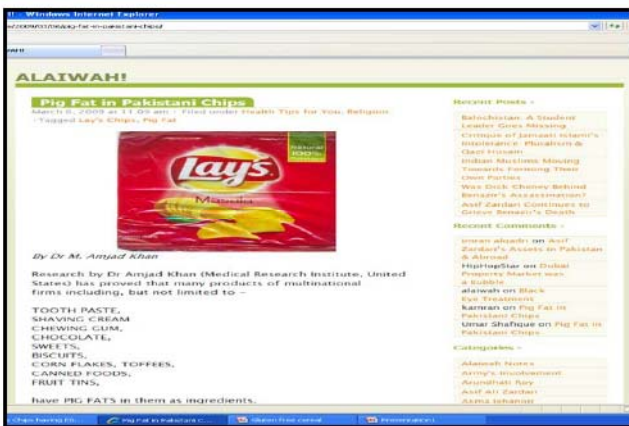 !! - Windows Internet Explorer
ALAIWAH!
Pig Fat in Pakistani Chips
March 6, 2009 at 11:09 am · Filed under Health Tips for You, Religion
· Tagged Lay's Chips, Pig Fat
Natural
100%
Lay's
Masala
By Dr M. Amjad Khan
Research by Dr Amjad Khan (Medical Research Institute, United
States) has proved that many products of multinational
firms including, but not limited to –
TOOTH PASTE,
SHAVING CREAM
CHEWING GUM,
CHOCOLATE,
SWEETS,
BISCUITS,
CORN FLAKES, TOFFEES,
CANNED FOODS,
FRUIT TINS,
have PIG FATS in them as ingredients.
Recent Posts
Balochistan: A Student
Leader Goes Missing
Critique of Jamaati Islami's
Intolerance, Pluralism &
Qazi Husain
Indian Muslims Moving
Towards Forming Their
Own Parties
Was Dick Cheney Behind
Benazir's Assassination?
Asif Zardari Continues to
Grieve Benazir's Death
Recent Comments
on Asif
Zardari's Assets in Pakistan
& Abroad
HipHopStar on Dubai
Property Market was
a Bubble
alaiwah on Black
Eye Treatment
kamran on Pig Fat in
Pakistani Chips
Umar Shafique on Pig Fat in
Pakistani Chips
Categories
Alaiwah Notes
Army's Involvement
Arundhati Roy
Asif Ali Zardari
Asma Jahangir
Pig Fat in Pakistani C...
Gluten free cereal